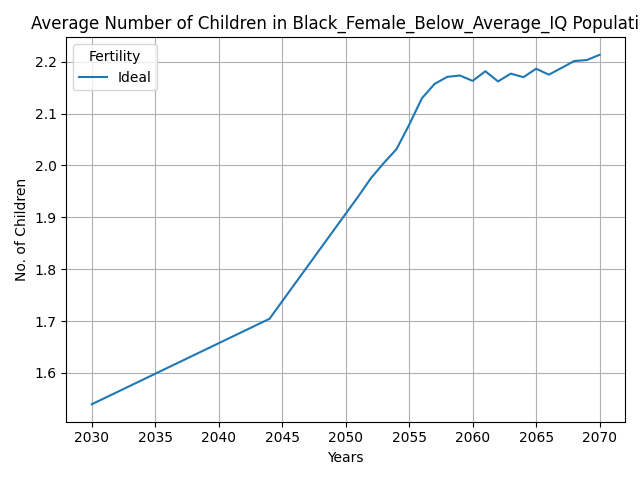 Average Number of Children in Black_Female_Below_Average_IQ Populati
Fertility
Ideal
No. of Children
2.2
2.1
2.0
1.9
1.8
1.7
1.6
2030 2035 2040 2045 2050 2055 2060 2065 2070
Years